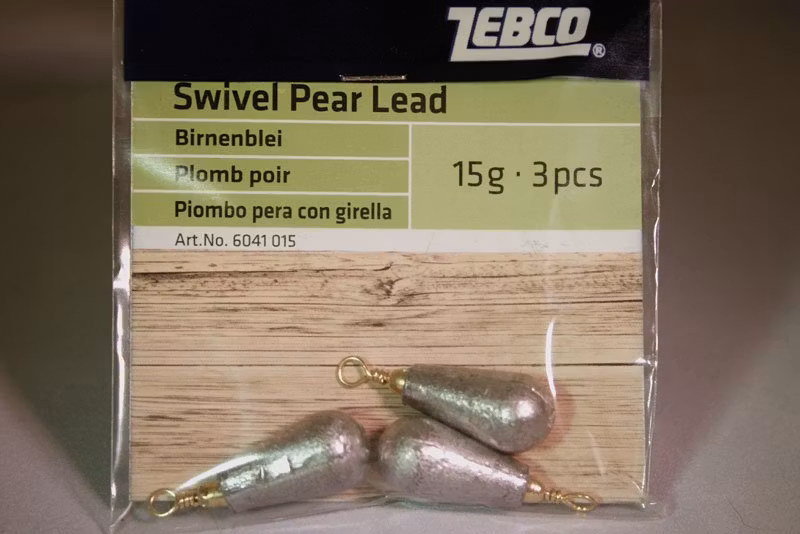 ZEBCO®
Swivel Pear Lead
Birnenblei
Plomb poir
Piombo pera con girella
15g · 3pcs
Art.No. 6041 015